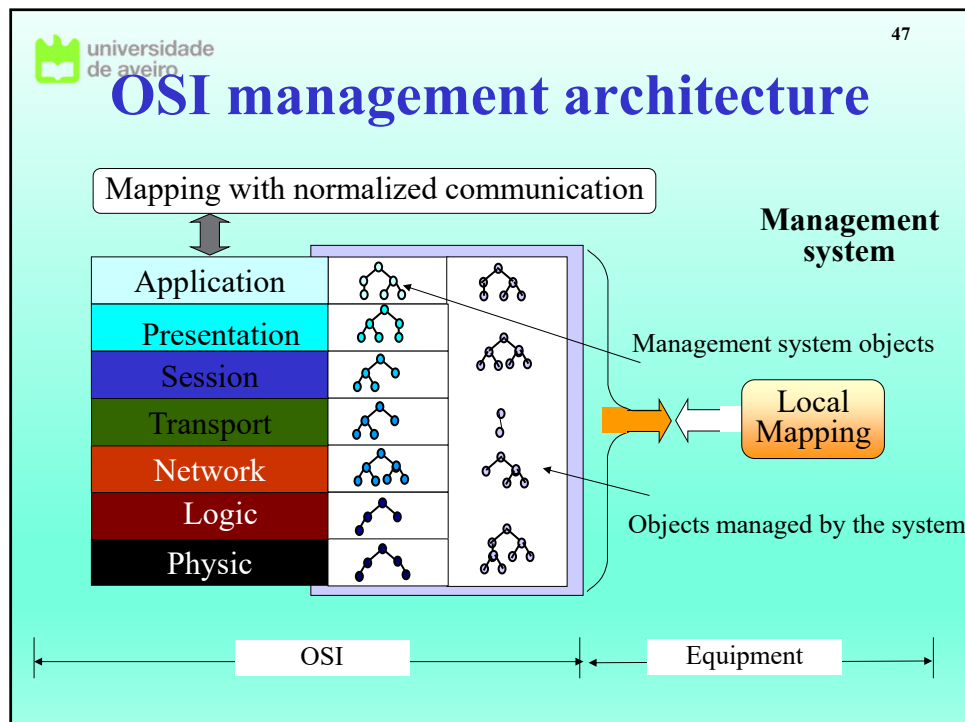 47
universidade
de aveiro
OSI management architecture
Mapping with normalized communication
Management
system
Application
Presentation
Session
Transport
Network
Logic
Physic
Management system objects
Local
Mapping
Objects managed by the system
OSI
Equipment